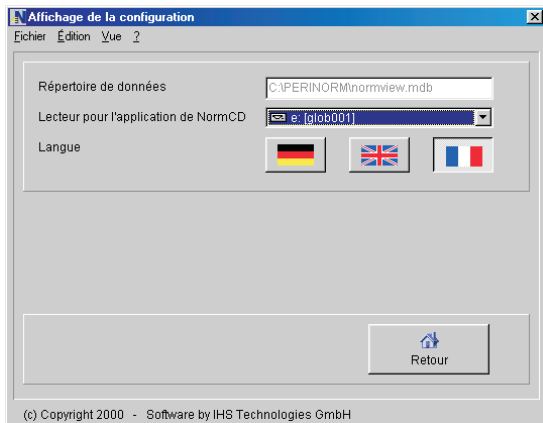 Affichage de la configuration
Fichier Édition Vue ?
Répertoire de données C:\PERINORM\normview.mdb
Lecteur pour l'application de NormCD e: [glob001]
Langue
Retour
(c) Copyright 2000 - Software by IHS Technologies GmbH